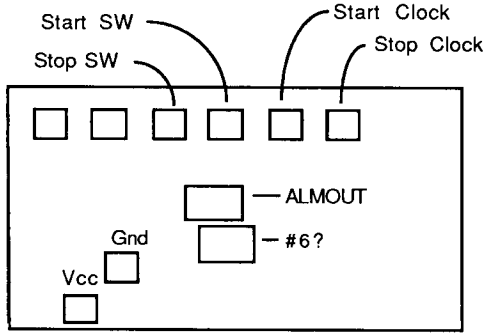 Start SW
Start Clock
Stop SW
Stop Clock
ALMOUT
#6?
Gnd
Vcc